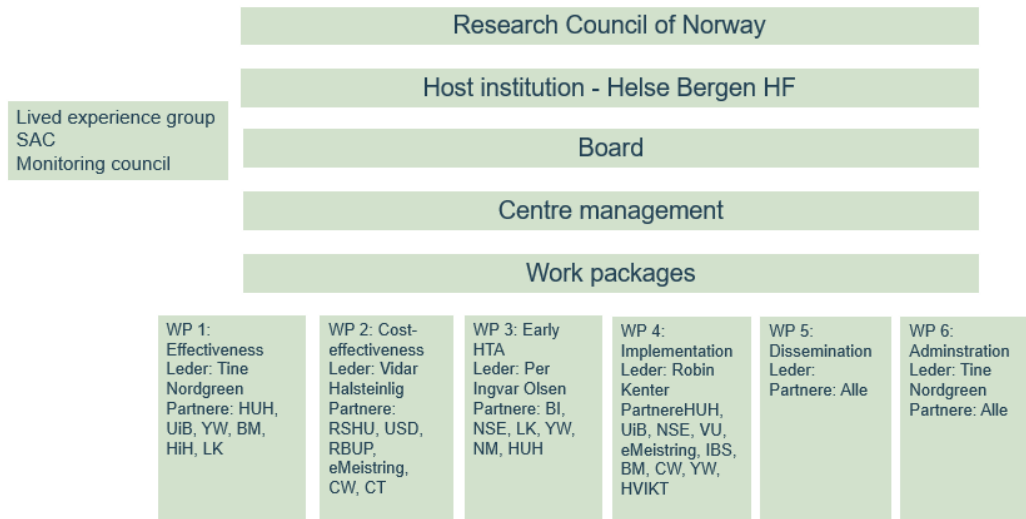 Research Council of Norway
Host institution - Helse Bergen HF
Lived experience group
SAC
Monitoring council
Board
Centre management
Work packages
WP 1:
Effectiveness
Leder: Tine
Nordgreen
Partnere: HUH,
UiB, YW, BM,
HiH, LK
WP 2: Cost-
effectiveness
Leder: Vidar
Halsteinlig
Partnere:
RSHU, USD,
RBUP,
eMeistring,
CW, CT
WP 3: Early
HTA
Leder: Per
Ingvar Olsen
Partnere: BI,
NSE, LK, YW,
NM, HUH
WP 4:
Implementation
Leder: Robin
Kenter
PartnereHUH,
UiB, NSE, VU,
eMeistring, IBS,
BM, CW, YW,
HVIKT
WP 5:
Dissemination
Leder:
Partnere: Alle
WP 6:
Adminstration
Leder: Tine
Nordgreen
Partnere: Alle